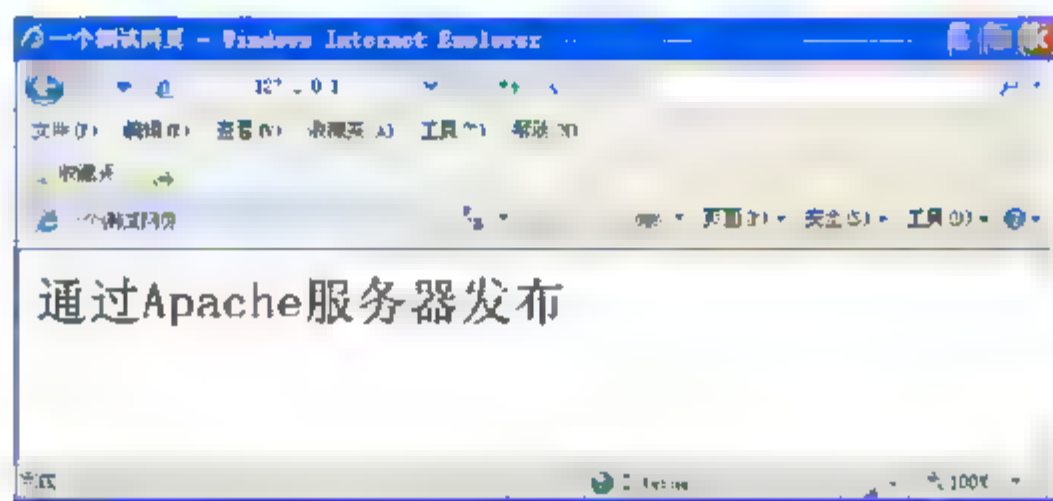 一个测试网页 - Windows Internet Explorer
文件(F) 编辑(E) 查看(V) 收藏夹(A) 工具(T) 帮助(H)
收藏夹
一个测试网页 页面(P) 安全(S) 工具(O)
通过Apache服务器发布
100%